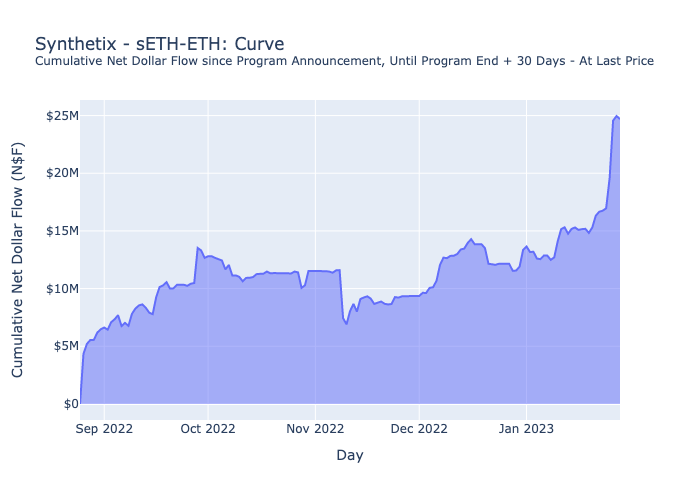 Synthetix - sETH-ETH: Curve
Cumulative Net Dollar Flow since Program Announcement, Until Program End + 30 Days - At Last Price
Cumulative Net Dollar Flow (N$F)
$25M
$20M
$15M
$10M
$5M
$0
Sep 2022
Oct 2022
Nov 2022
Dec 2022
Jan 2023
Day